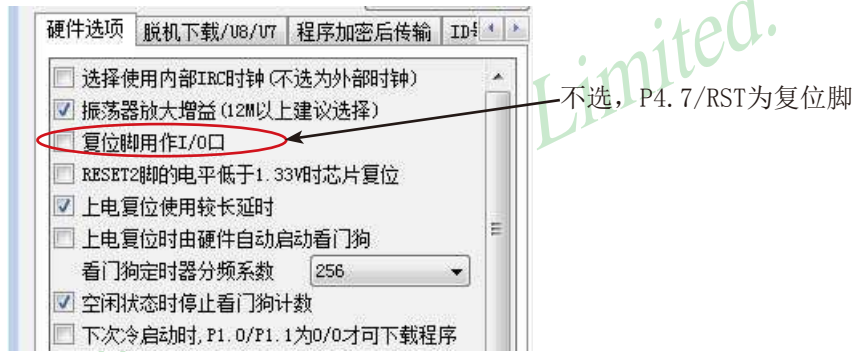 硬件选项 脱机下载/U8/U7 程序加密后传输 ID
Limited.
选择使用内部IRC时钟(不选为外部时钟)
振荡器放大增益(12M以上建议选择)
不选，P4.7/RST为复位脚
复位脚用作I/O口
RESET2脚的电平低于1.33V时芯片复位
上电复位使用较长延时
上电复位时由硬件自动启动看门狗
看门狗定时器分频系数 256
空闲状态时停止看门狗计数
下次冷启动时,P1.0/P1.1为0/0才可下载程序